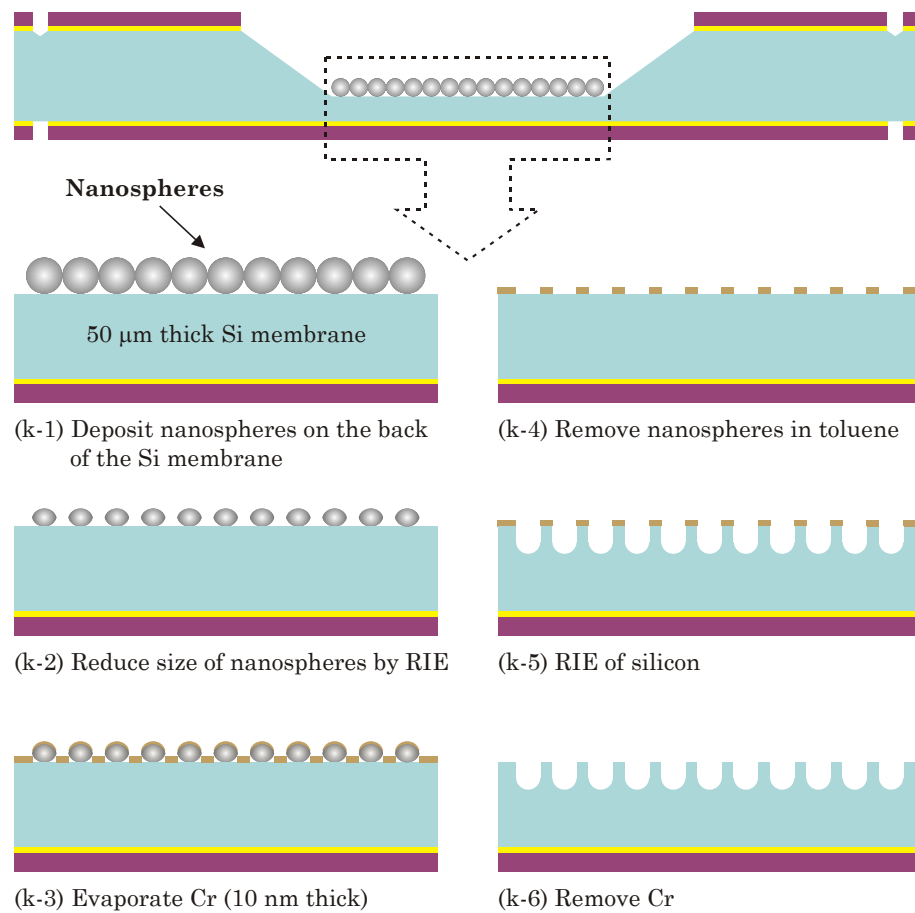 Nanospheres
50 μm thick Si membrane
(k-1) Deposit nanospheres on the back
of the Si membrane
(k-2) Reduce size of nanospheres by RIE
(k-3) Evaporate Cr (10 nm thick)
(k-4) Remove nanospheres in toluene
(k-5) RIE of silicon
(k-6) Remove Cr